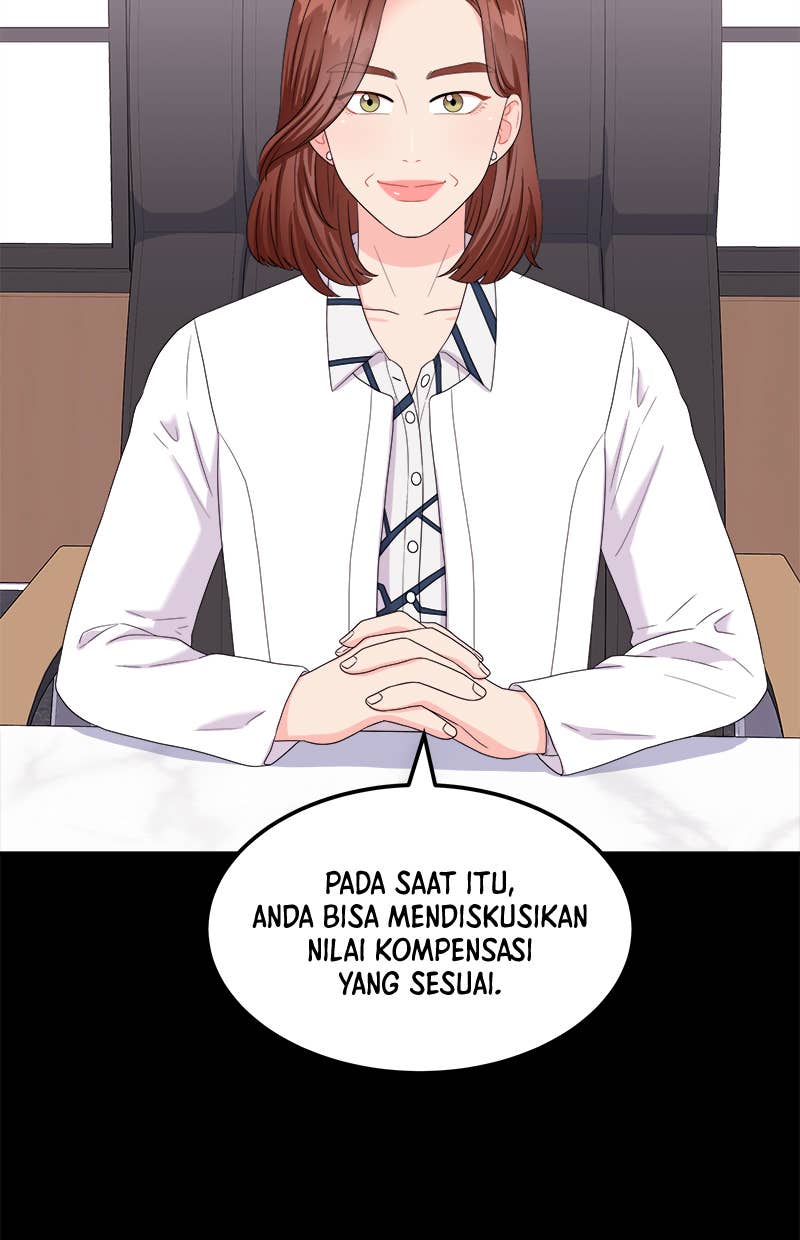 PADA SAAT ITU,
ANDA BISA MENDISKUSIKAN
NILAI KOMPENSASI
YANG SESUAI.